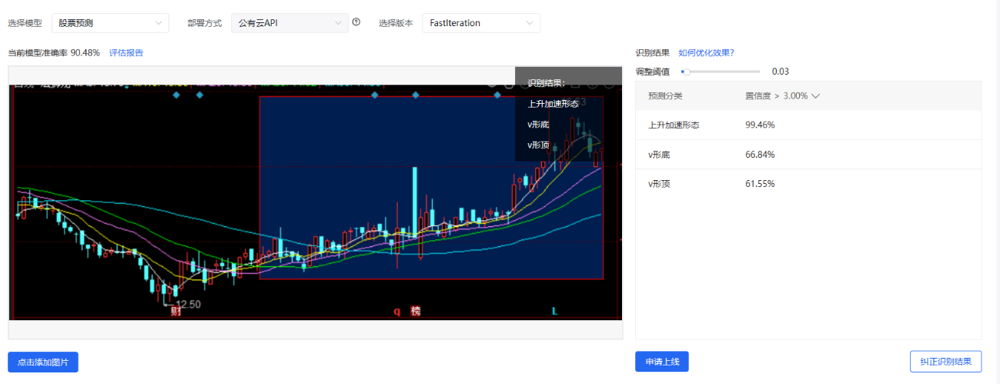 选择模型 股票预测 部署方式 公有云API 选择版本 FastIteration
当前模型准确率 90.48% 评估报告
识别结果 如何优化效果?
调整阈值 0.03
识别结果:
上升加速形态
v形底
v形顶
12.50
财
q
榜
L
预测分类 置信度 > 3.00%
上升加速形态 99.46%
v形底 66.84%
v形顶 61.55%
点击添加图片
申请上线
纠正识别结果